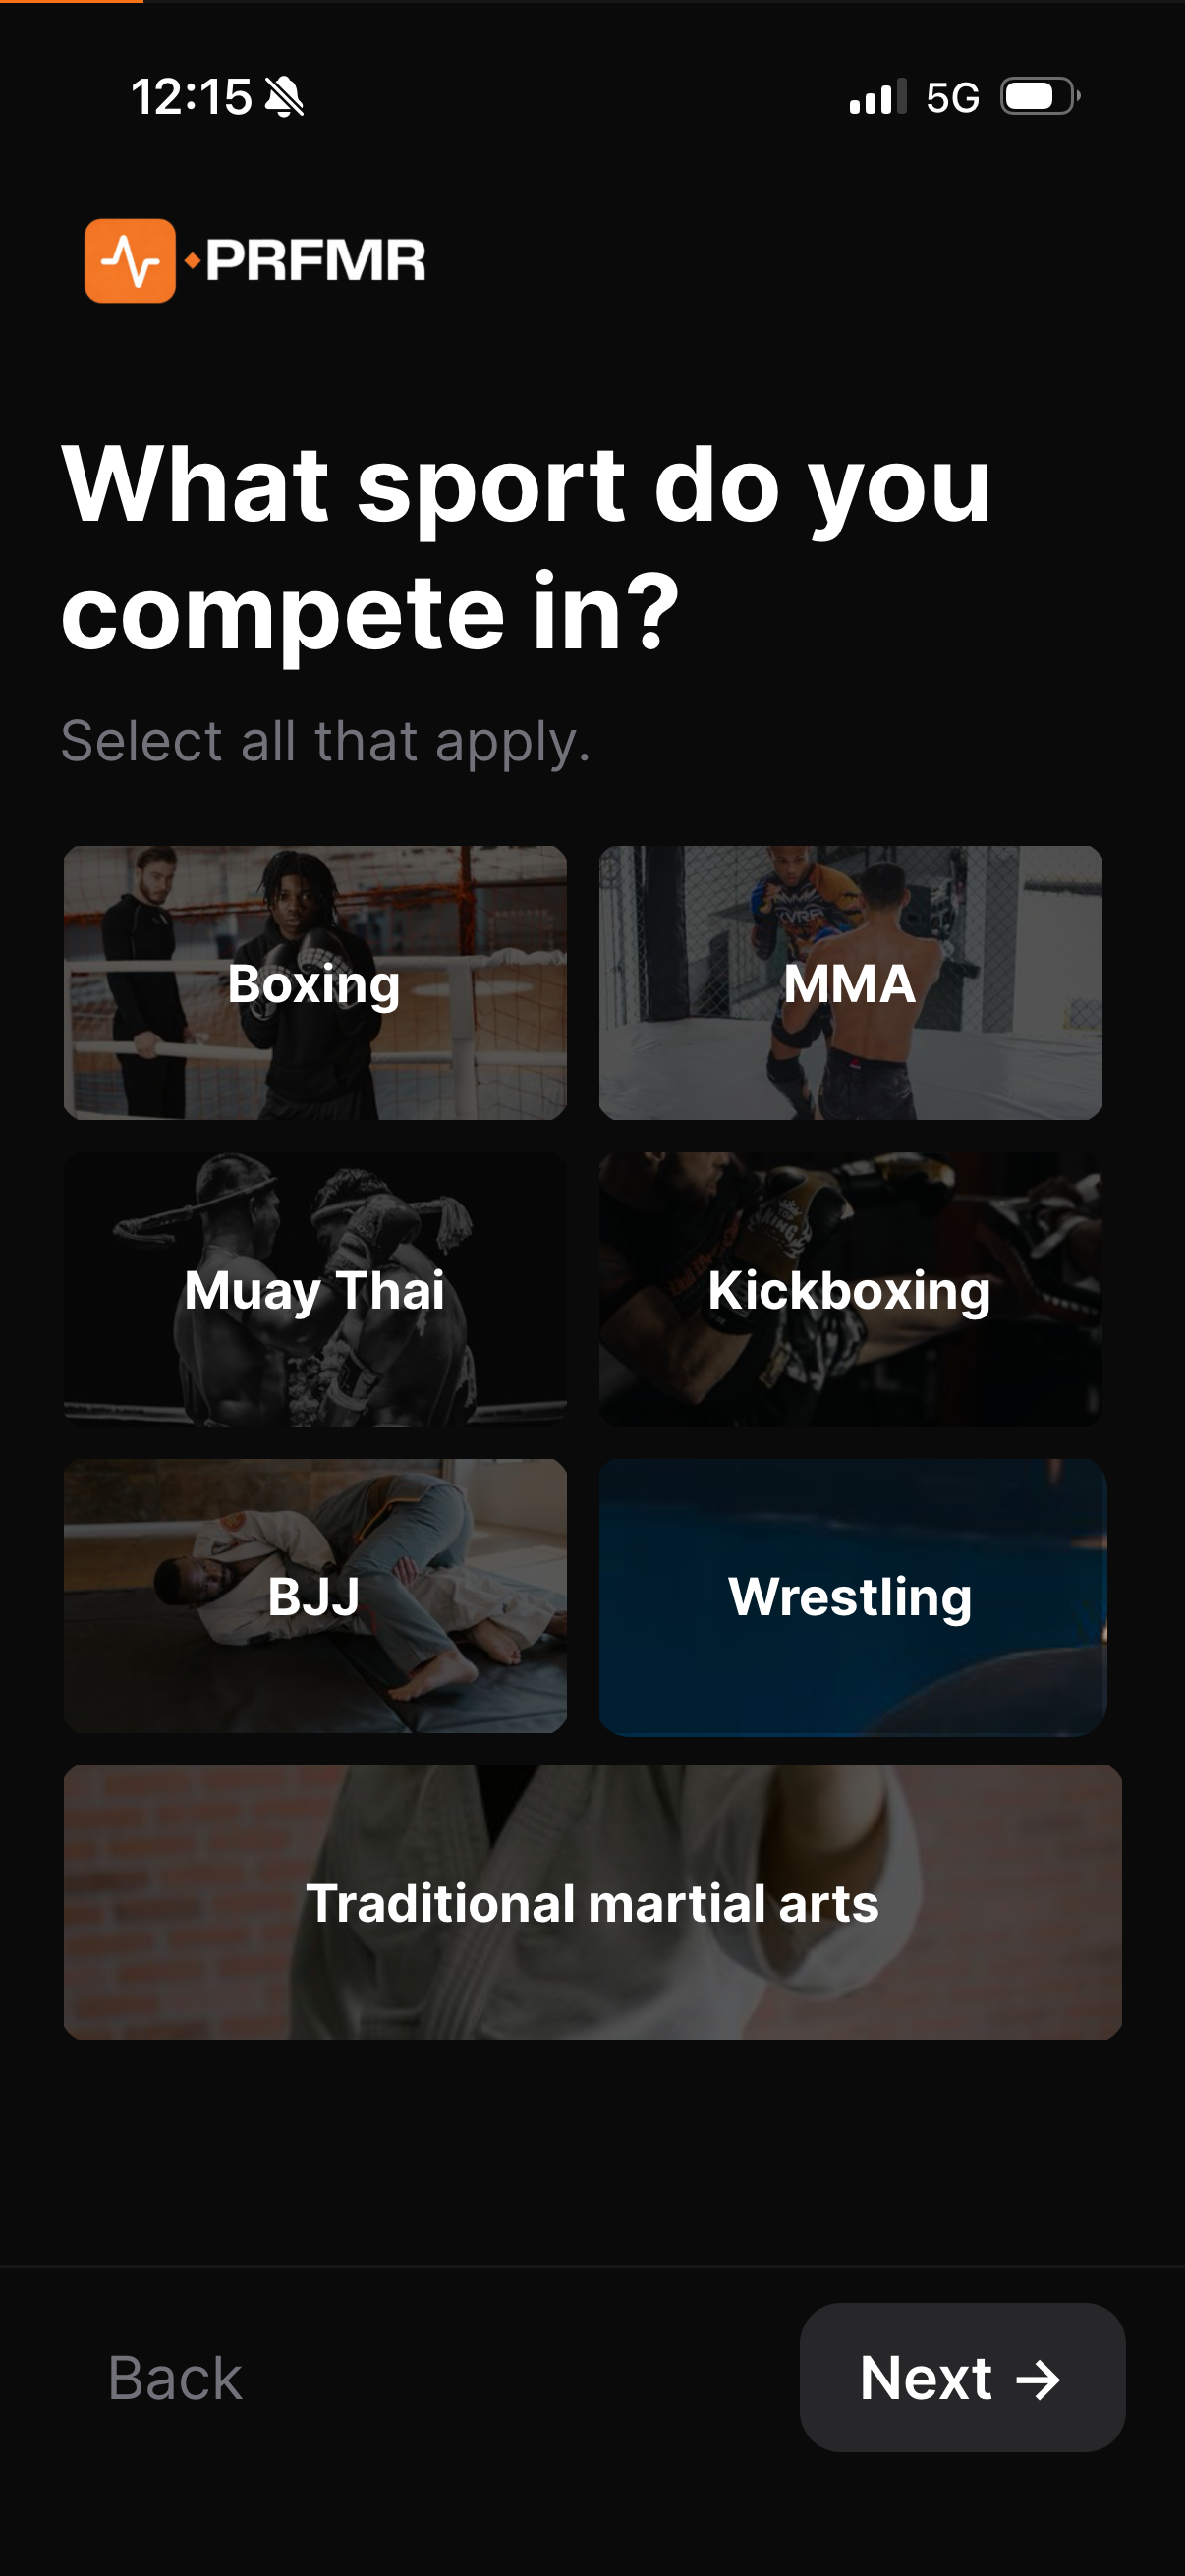 12:15
5G
PRFMR
What sport do you
compete in?
Select all that apply.
Boxing
MMA
Muay Thai
Kickboxing
BJJ
Wrestling
Traditional martial arts
Back
Next →